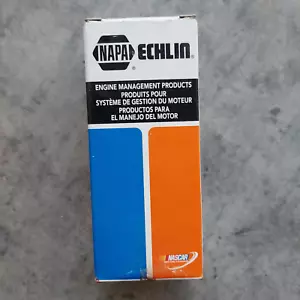 NAPA ECHLIN®
ENGINE MANAGEMENT PRODUCTS
PRODUITS POUR
SYSTÈME DE GESTION DU MOTEUR
PRODUCTOS PARA
EL MANEJO DEL MOTOR
NASCAR